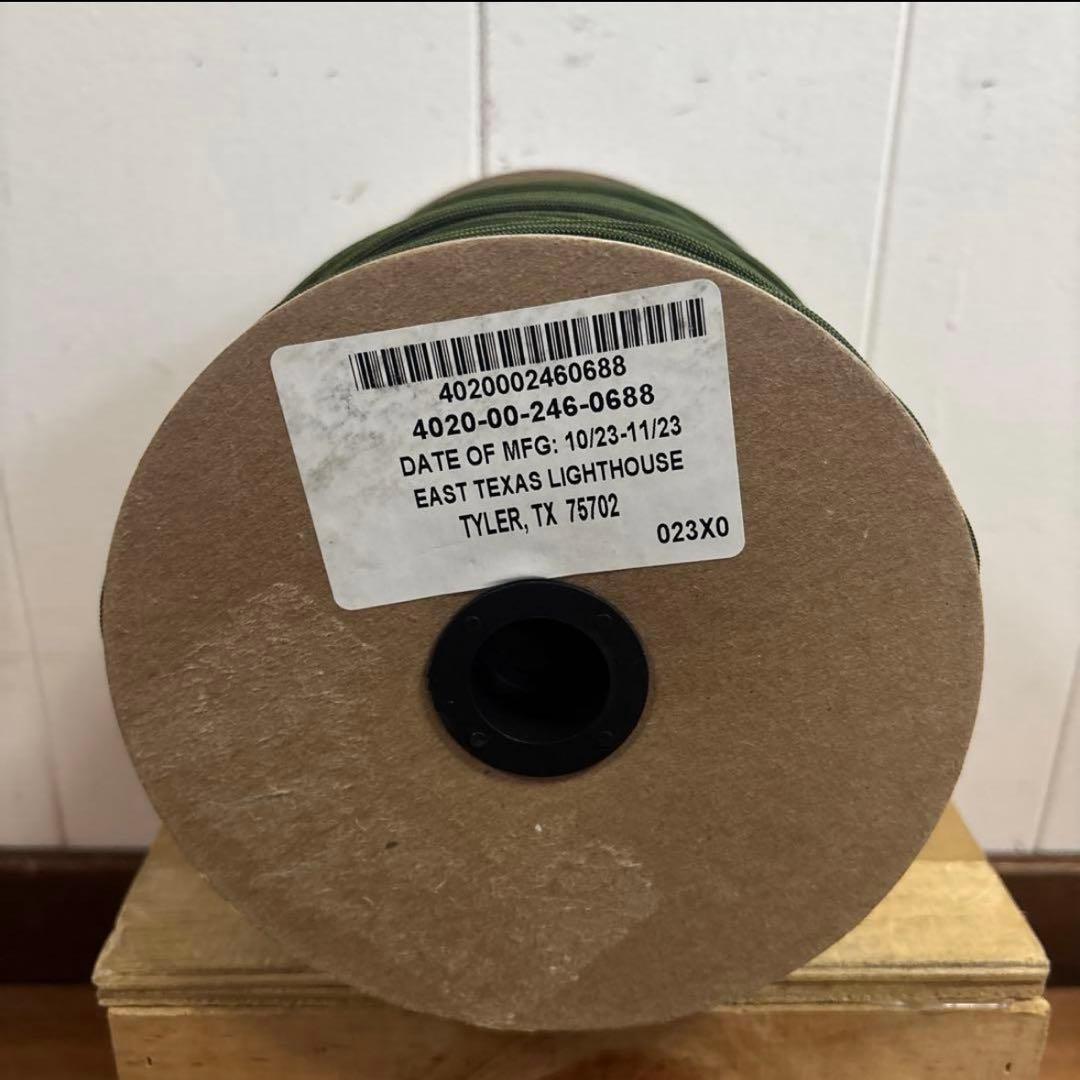 4020002460688
4020-00-246-0688
DATE OF MFG: 10/23-11/23
EAST TEXAS LIGHTHOUSE
TYLER, TX 75702
023X0